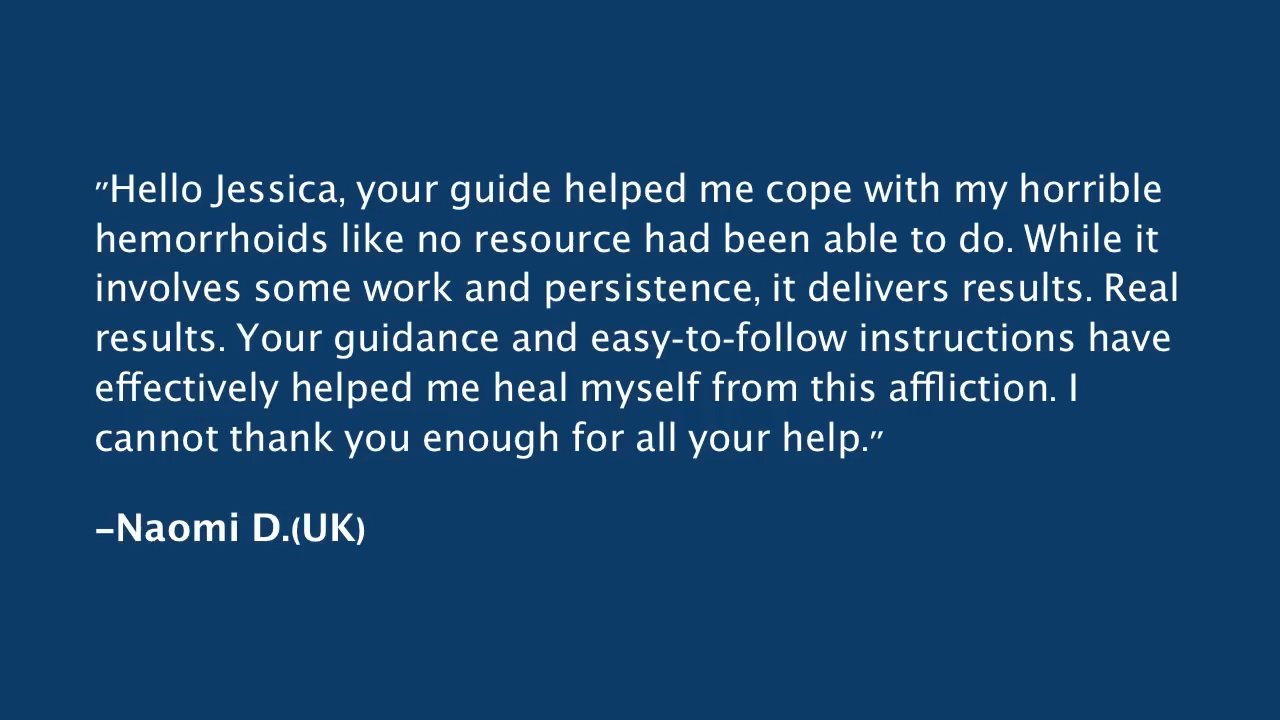 "Hello Jessica, your guide helped me cope with my horrible
hemorrhoids like no resource had been able to do. While it
involves some work and persistence, it delivers results. Real
results. Your guidance and easy-to-follow instructions have
effectively helped me heal myself from this affliction. I
cannot thank you enough for all your help."
–Naomi D.(UK)